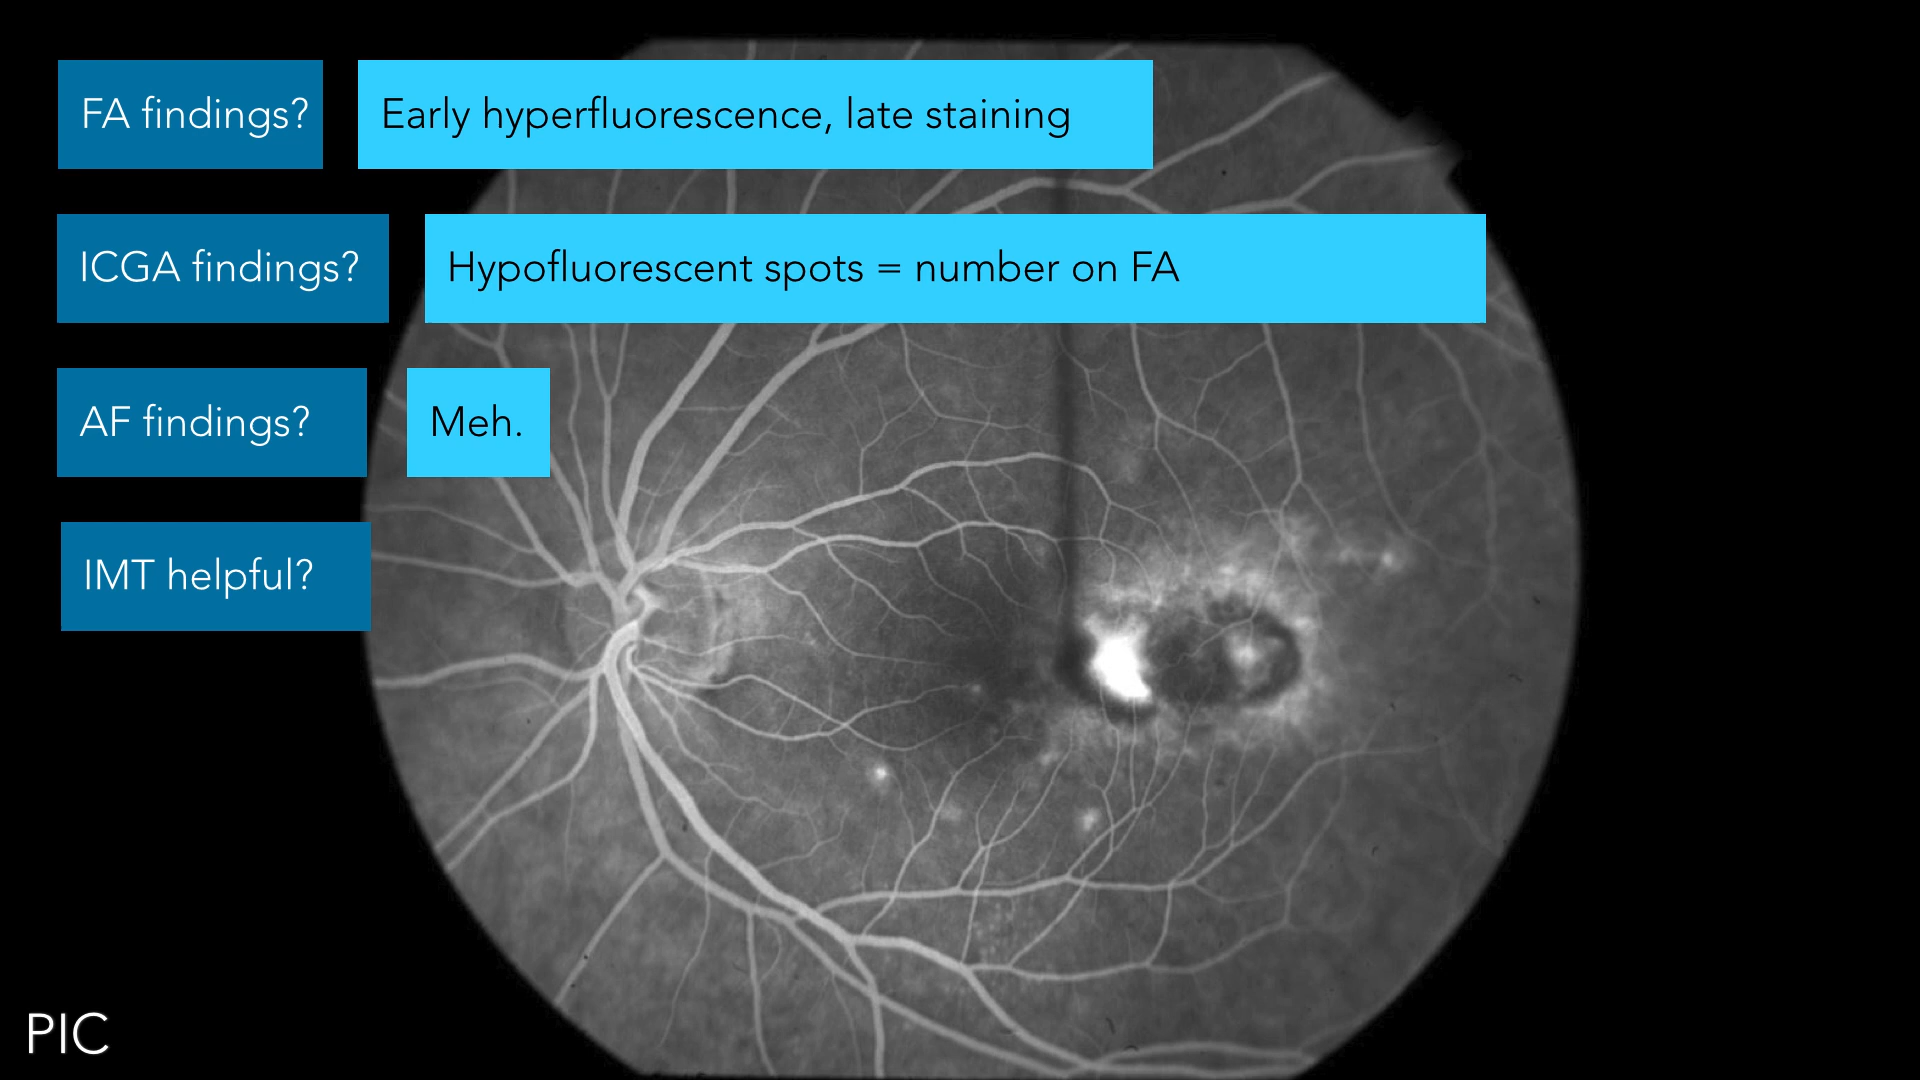 FA findings?
Early hyperfluorescence, late staining
ICGA findings?
Hypofluorescent spots = number on FA
AF findings?
Meh.
IMT helpful?
PIC